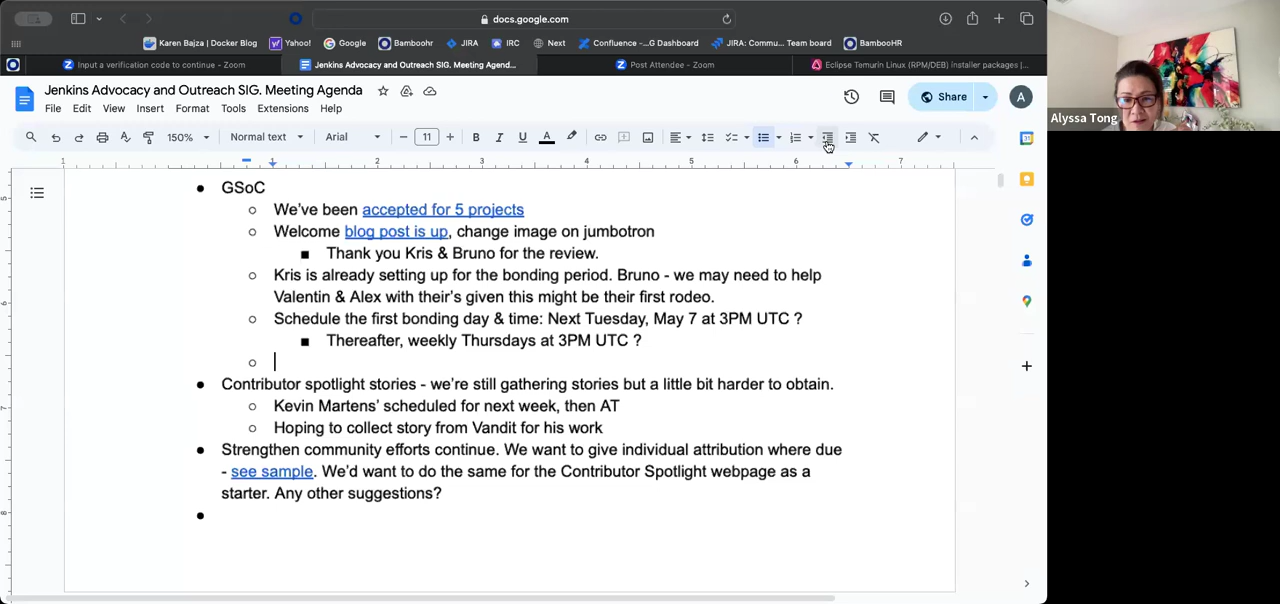 docs.google.com
Karen Bajza | Docker Blog
Yahoo!
Google
Bamboohr
JIRA
IRC
Next
Confluence ...G Dashboard
JIRA: Commu... Team board
BambooHR
Input a verification code to continue - Zoom
Jenkins Advocacy and Outreach SIG. Meeting Agend...
Post Attendee - Zoom
Eclipse Temurin Linux (RPM/DEB) installer packages |...
Jenkins Advocacy and Outreach SIG. Meeting Agenda
File Edit View Insert Format Tools Extensions Help
Share
A
Alyssa Tong
150% Normal text Arial 11 B I U A
1 1 2 3 4 5 6 7
GSoC
We've been accepted for 5 projects
Welcome blog post is up, change image on jumbotron
Thank you Kris & Bruno for the review.
Kris is already setting up for the bonding period. Bruno - we may need to help
Valentin & Alex with their's given this might be their first rodeo.
Schedule the first bonding day & time: Next Tuesday, May 7 at 3PM UTC ?
Thereafter, weekly Thursdays at 3PM UTC ?
Contributor spotlight stories - we're still gathering stories but a little bit harder to obtain.
Kevin Martens' scheduled for next week, then AT
Hoping to collect story from Vandit for his work
Strengthen community efforts continue. We want to give individual attribution where due
- see sample. We'd want to do the same for the Contributor Spotlight webpage as a
starter. Any other suggestions?